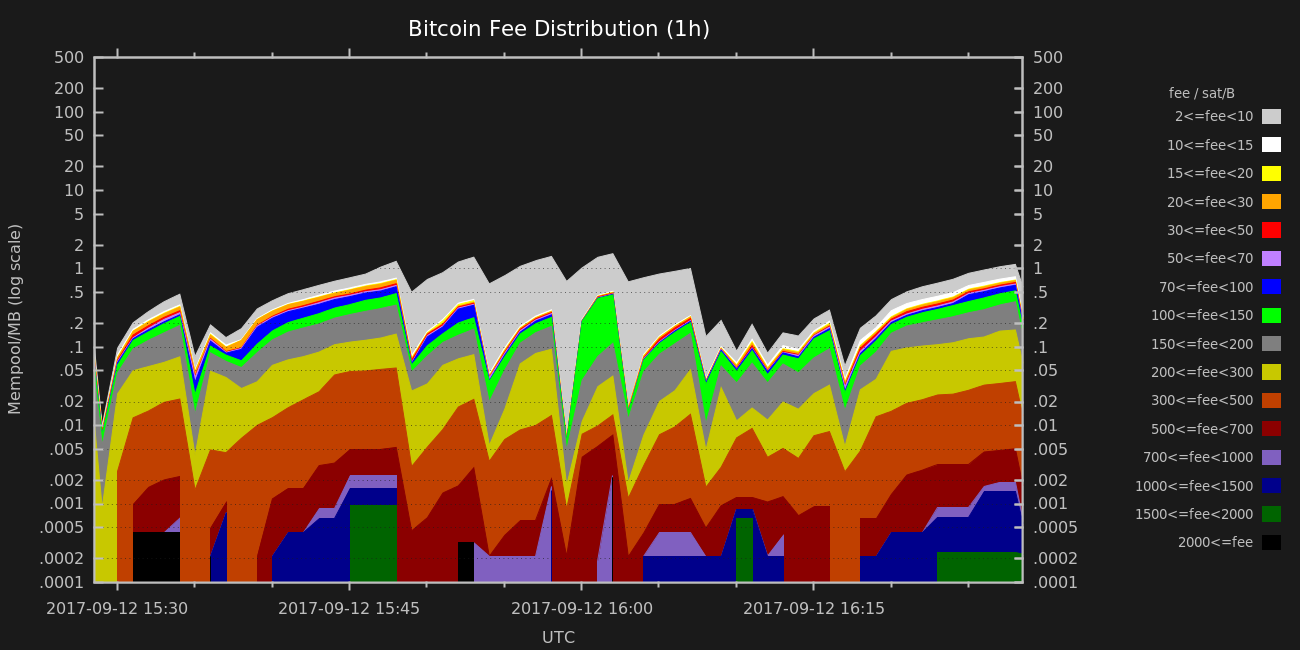 Bitcoin Fee Distribution (1h)
Mempool/MB (log scale)
500
200
100
50
20
10
5
2
1
.5
.2
.1
.05
.02
.01
.005
.002
.001
.0005
.0002
.0001
500
200
100
50
20
10
5
2
1
.5
.2
.1
.05
.02
.01
.005
.002
.001
.0005
.0002
.0001
2017-09-12 15:30
2017-09-12 15:45
2017-09-12 16:00
2017-09-12 16:15
UTC
fee / sat/B
2<=fee<10
10<=fee<15
15<=fee<20
20<=fee<30
30<=fee<50
50<=fee<70
70<=fee<100
100<=fee<150
150<=fee<200
200<=fee<300
300<=fee<500
500<=fee<700
700<=fee<1000
1000<=fee<1500
1500<=fee<2000
2000<=fee